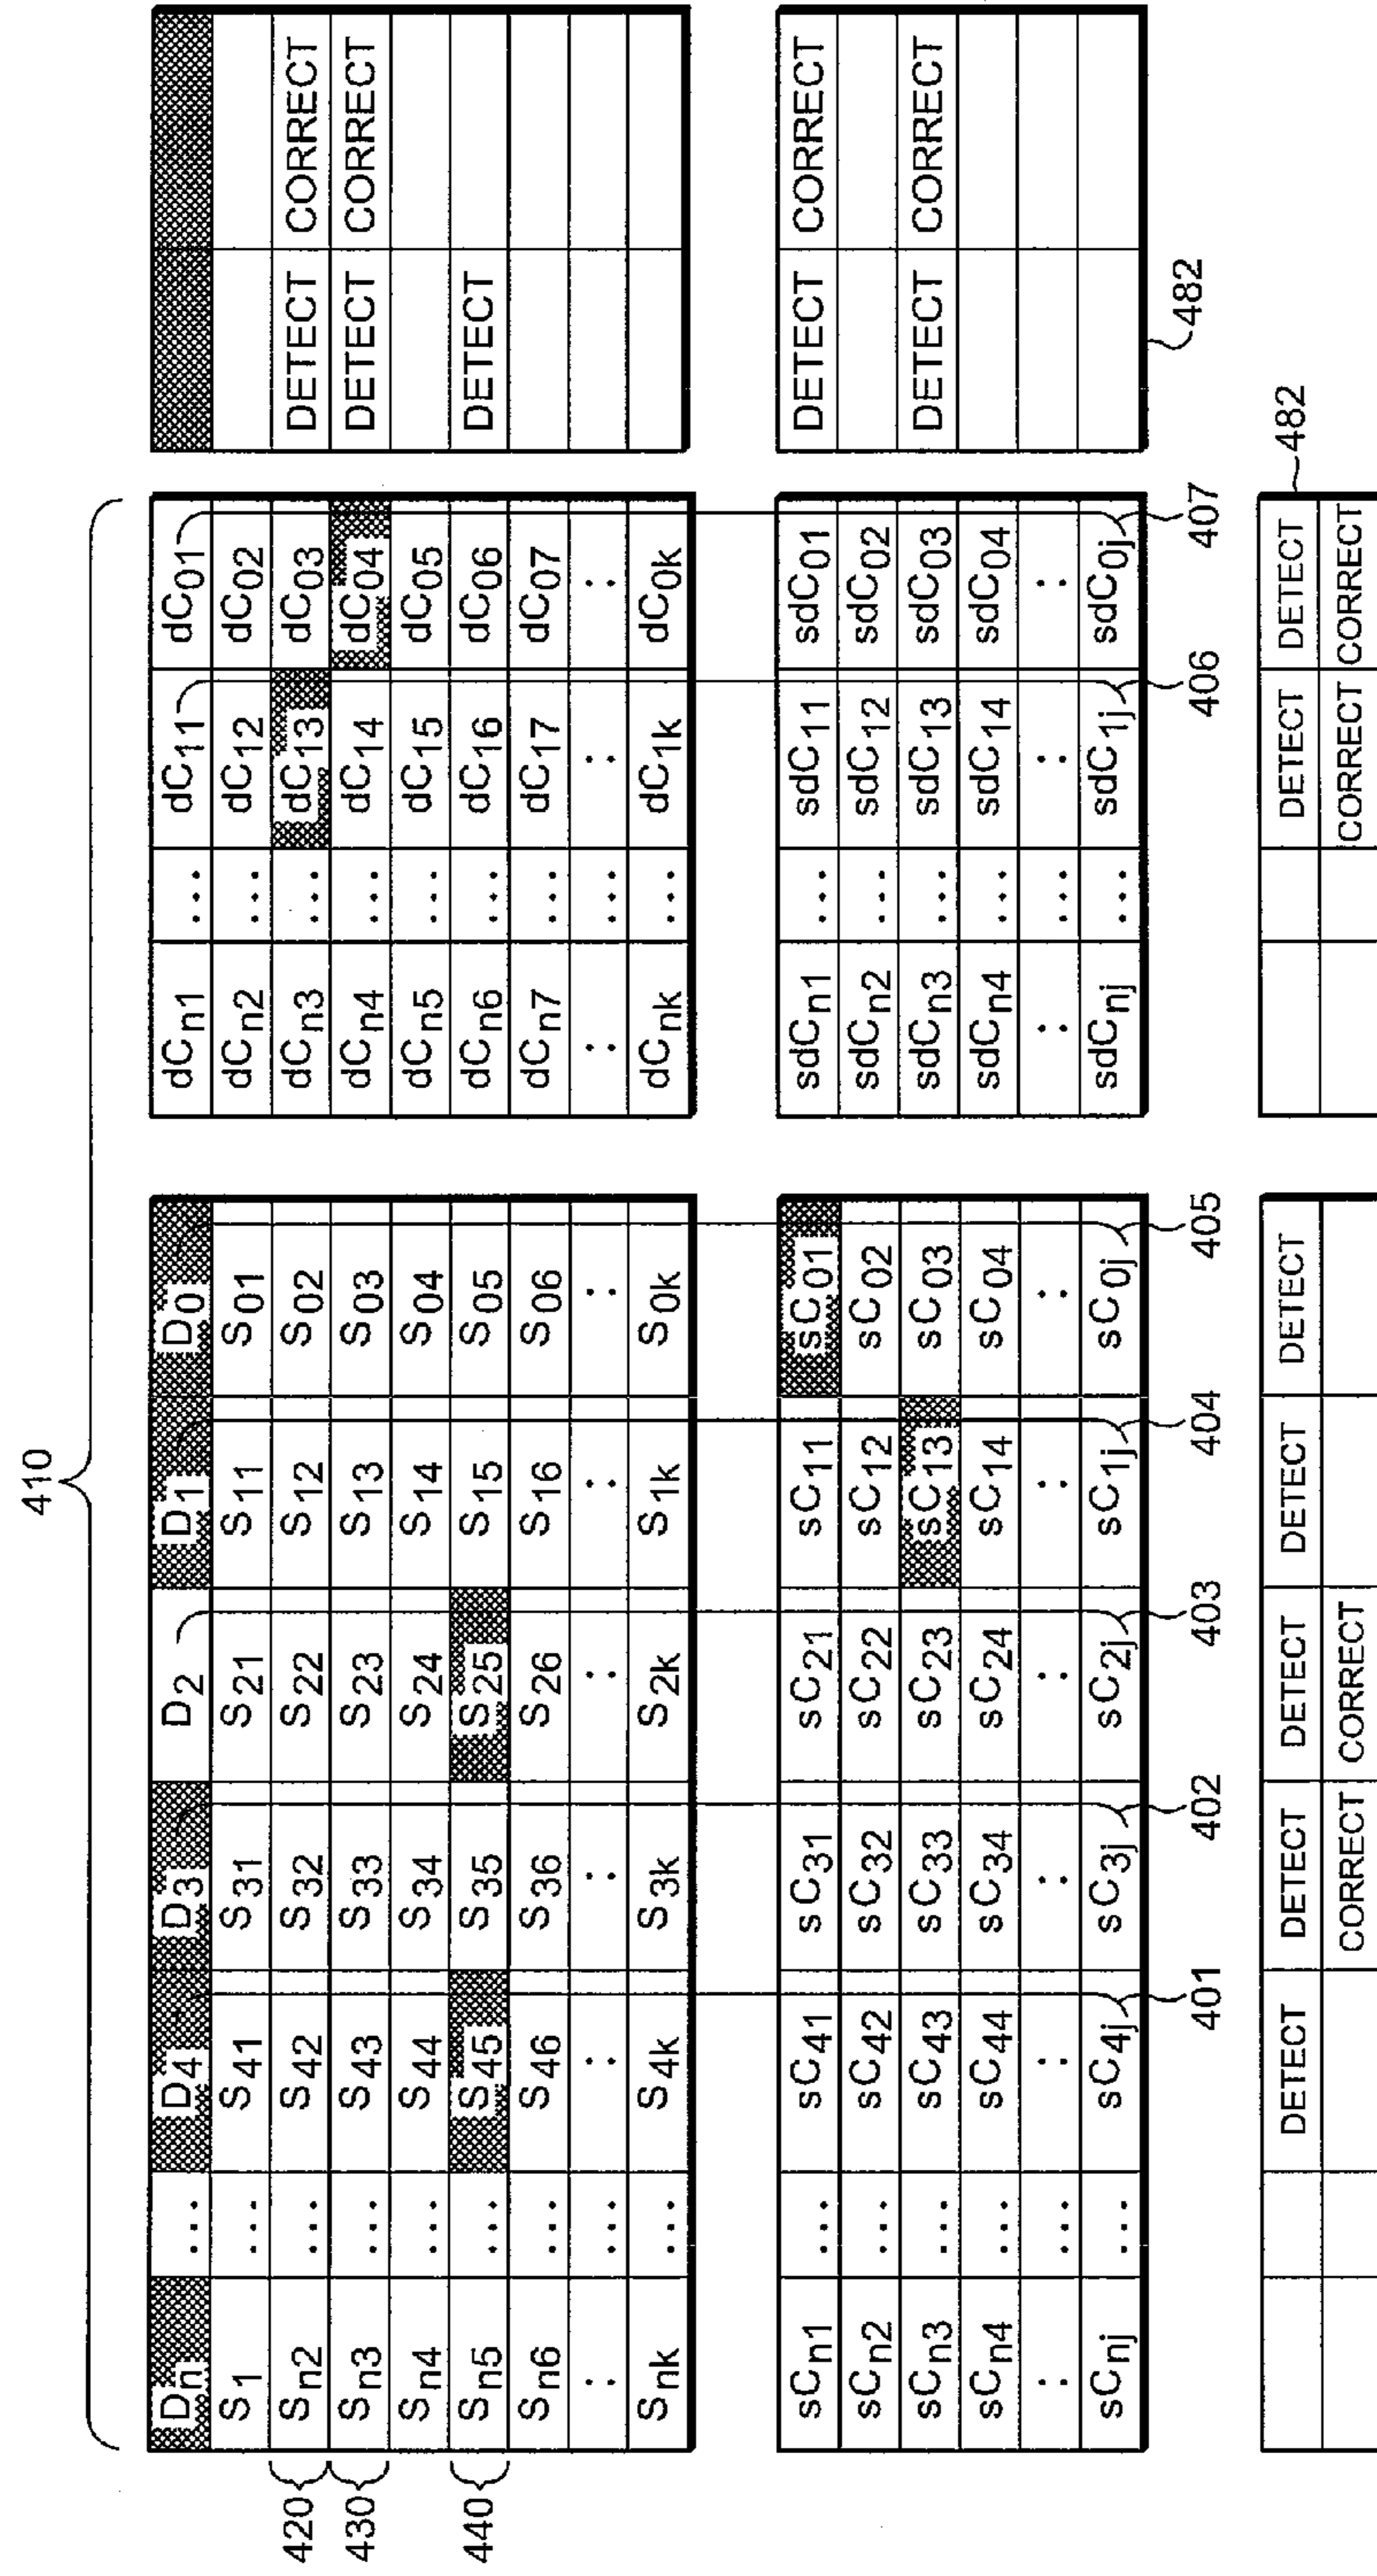 410
Dn ... D4 D3 D2 D1 D0 dCn1 ... dC11 dC01
S1 ... S41 S31 S21 S11 S01 dCn2 ... dC12 dC02
420 Sn2 ... S42 S32 S22 S12 S02 dCn3 ... dC13 dC03 DETECT CORRECT
430 Sn3 ... S43 S33 S23 S13 S03 dCn4 ... dC14 dC04 DETECT CORRECT
Sn4 ... S44 S34 S24 S14 S04 dCn5 ... dC15 dC05
440 Sn5 ... S45 S35 S25 S15 S05 dCn6 ... dC16 dC06 DETECT
Sn6 ... S46 S36 S26 S16 S06 dCn7 ... dC17 dC07
: ... : : : : : : ... : :
Snk ... S4k S3k S2k S1k S0k dCnk ... dC1k dC0k
sCn1 ... sC41 sC31 sC21 sC11 sC01 sdCn1 ... sdC11 sdC01 DETECT CORRECT
sCn2 ... sC42 sC32 sC22 sC12 sC02 sdCn2 ... sdC12 sdC02
sCn3 ... sC43 sC33 sC23 sC13 sC03 sdCn3 ... sdC13 sdC03 DETECT CORRECT
sCn4 ... sC44 sC34 sC24 sC14 sC04 sdCn4 ... sdC14 sdC04
: ... : : : : : : ... : :
sCnj ... sC4j sC3j sC2j sC1j sC0j sdCnj ... sdC1j sdC0j
401 402 403 404 405 406 407 482
DETECT DETECT DETECT DETECT DETECT DETECT DETECT 482
CORRECT CORRECT CORRECT CORRECT